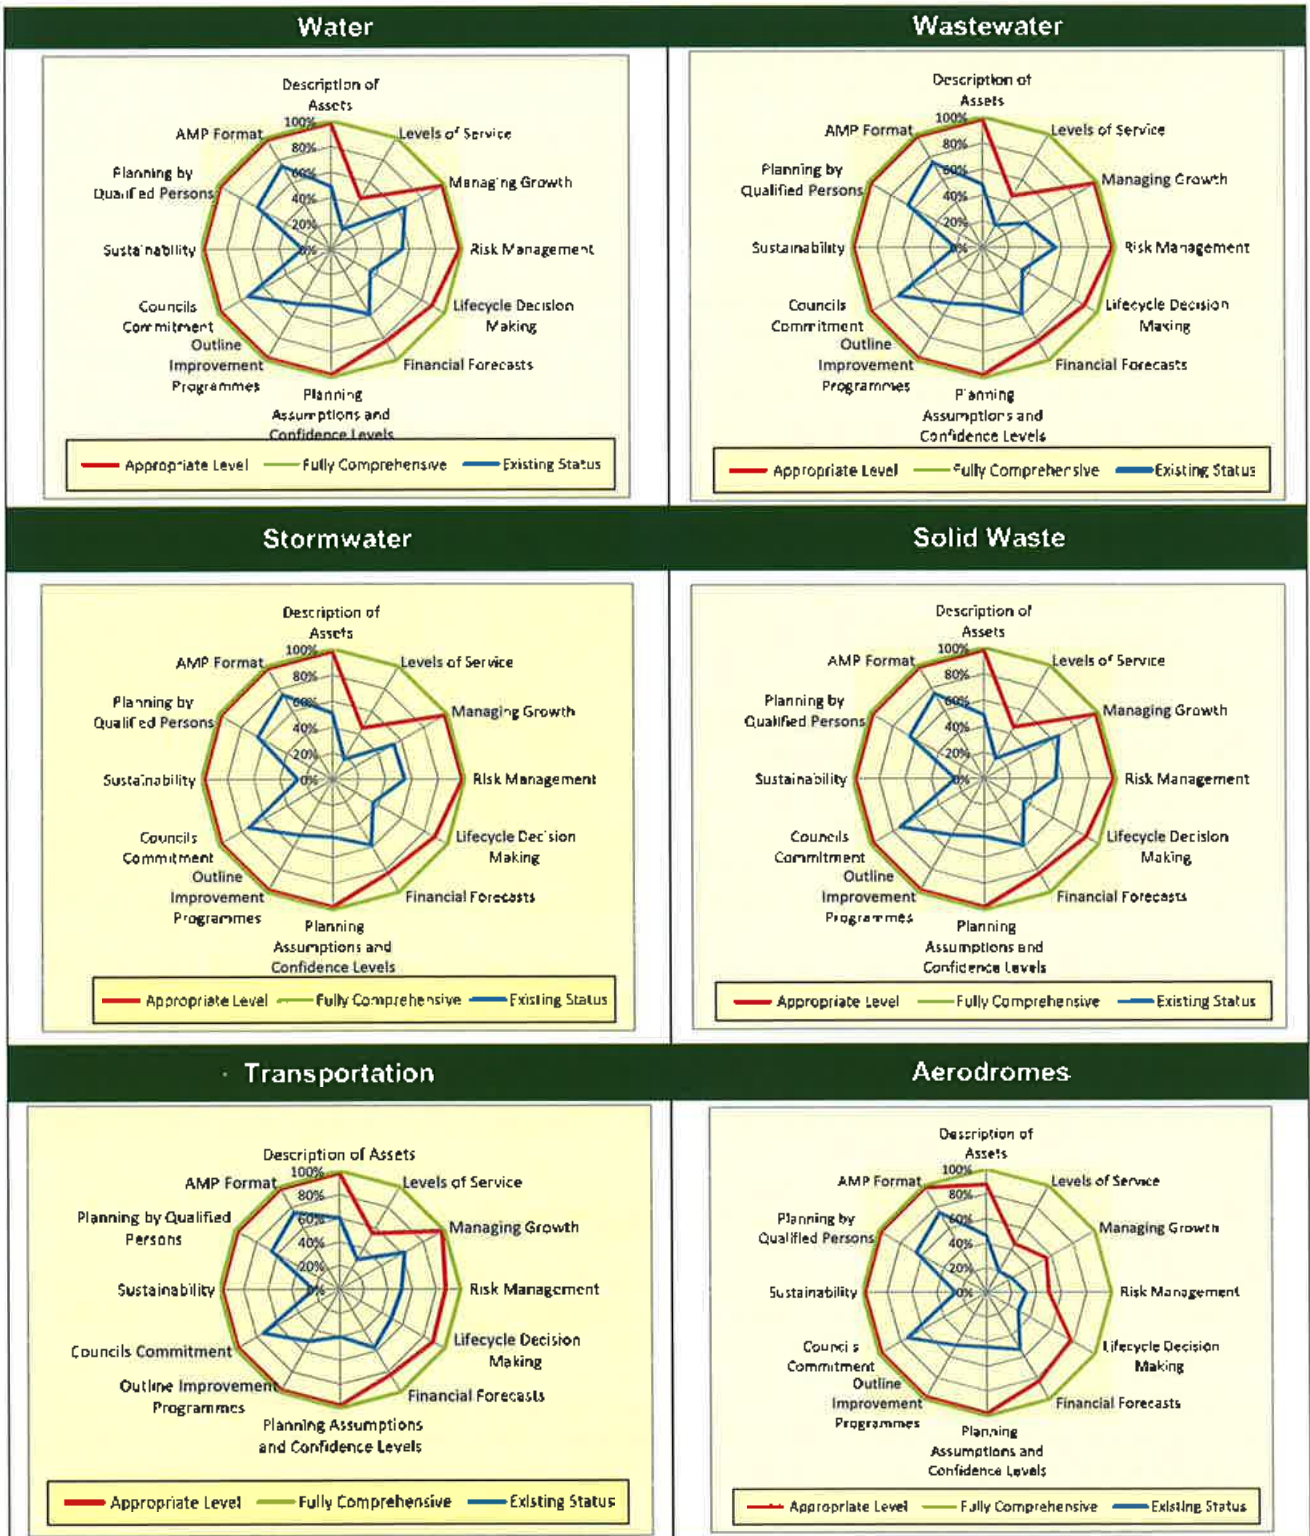 Water
Description of
Assets
100%
AMP Format
Levels of Service
80%
Planning by
Qualified Persons
60%
Managing Growth
40%
20%
Sustainability
0%
Risk Management
Councils
Commitment
Lifecycle Decision
Making
Outline
Improvement
Programmes
Financial Forecasts
Planning
Assumptions and
Confidence Levels
Appropriate Level Fully Comprehensive Existing Status
Wastewater
Description of
Assets
100%
AMP Format
Levels of Service
80%
Planning by
Qualified Persons
60%
Managing Growth
40%
20%
Sustainability
0%
Risk Management
Councils
Commitment
Lifecycle Decision
Making
Outline
Improvement
Programmes
Financial Forecasts
Planning
Assumptions and
Confidence Levels
Appropriate Level Fully Comprehensive Existing Status
Stormwater
Description of
Assets
100%
AMP Format
Levels of Service
80%
Planning by
Qualified Persons
60%
Managing Growth
40%
20%
Sustainability
0%
Risk Management
Councils
Commitment
Lifecycle Decision
Making
Outline
Improvement
Programmes
Financial Forecasts
Planning
Assumptions and
Confidence Levels
Appropriate Level Fully Comprehensive Existing Status
Solid Waste
Description of
Assets
100%
AMP Format
Levels of Service
80%
Planning by
Qualified Persons
60%
Managing Growth
40%
20%
Sustainability
0%
Risk Management
Councils
Commitment
Lifecycle Decision
Making
Outline
Improvement
Programmes
Financial Forecasts
Planning
Assumptions and
Confidence Levels
Appropriate Level Fully Comprehensive Existing Status
Transportation
Description of Assets
100%
AMP Format
Levels of Service
80%
Planning by Qualified
Persons
60%
Managing Growth
40%
20%
Sustainability
0%
Risk Management
Councils Commitment
Lifecycle Decision
Making
Outline Improvement
Programmes
Financial Forecasts
Planning Assumptions
and Confidence Levels
Appropriate Level Fully Comprehensive Existing Status
Aerodromes
Description of
Assets
100%
AMP Format
Levels of Service
80%
Planning by
Qualified Persons
60%
Managing Growth
40%
20%
Sustainability
0%
Risk Management
Councils
Commitment
Lifecycle Decision
Making
Outline
Improvement
Programmes
Financial Forecasts
Planning
Assumptions and
Confidence Levels
Appropriate Level Fully Comprehensive Existing Status